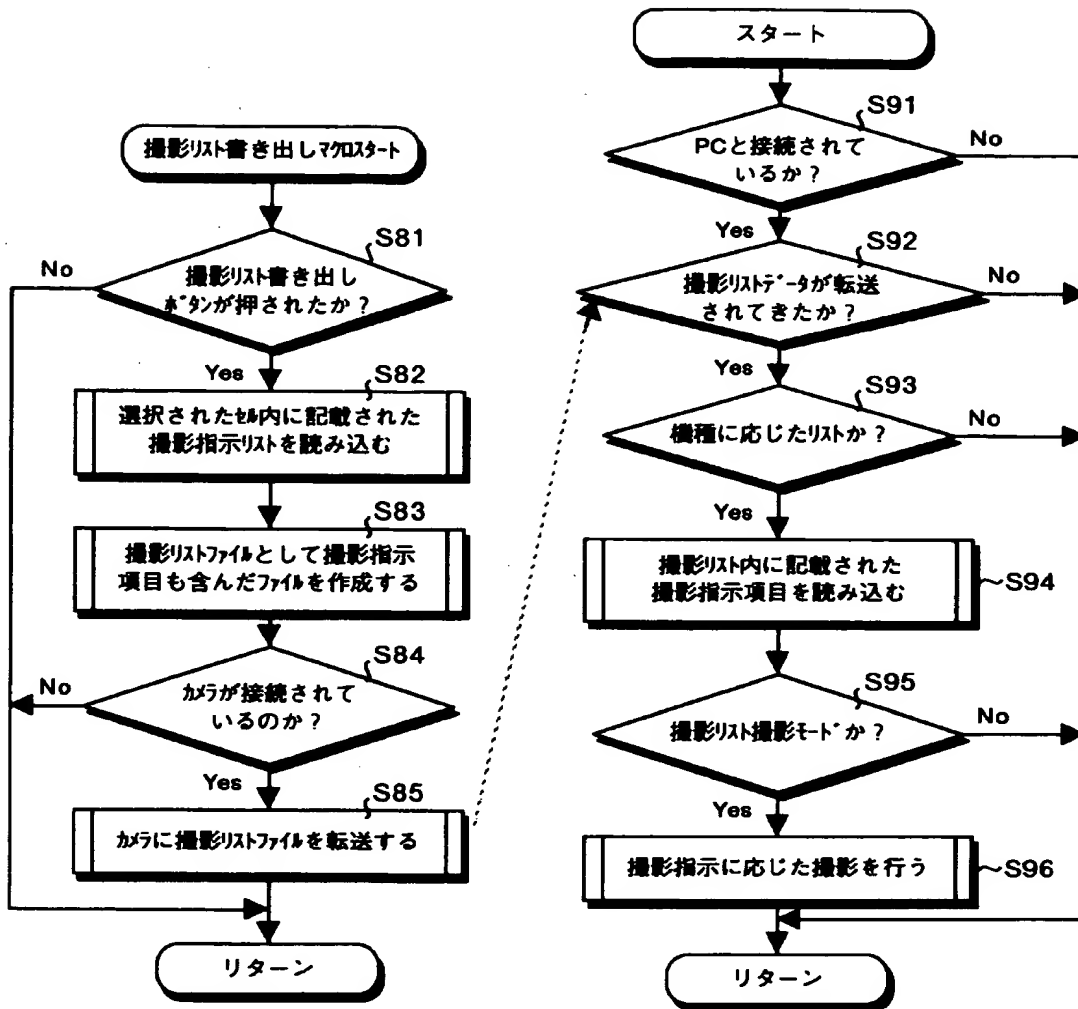 撮影リスト書き出しマクロスタート
S81
No
撮影リスト書き出し
ボタンが押されたか?
Yes
S82
選択されたセル内に記載された
撮影指示リストを読み込む
S83
撮影リストファイルとして撮影指示
項目も含んだファイルを作成する
S84
No
カメラが接続されて
いるのか?
Yes
S85
カメラに撮影リストファイルを転送する
リターン
スタート
S91
PCと接続されて
いるか?
No
Yes
S92
撮影リストデータが転送
されてきたか?
No
Yes
S93
機種に応じたリストか?
No
Yes
撮影リスト内に記載された
撮影指示項目を読み込む
S94
S95
撮影リスト撮影モードか?
No
Yes
撮影指示に応じた撮影を行う
S96
リターン